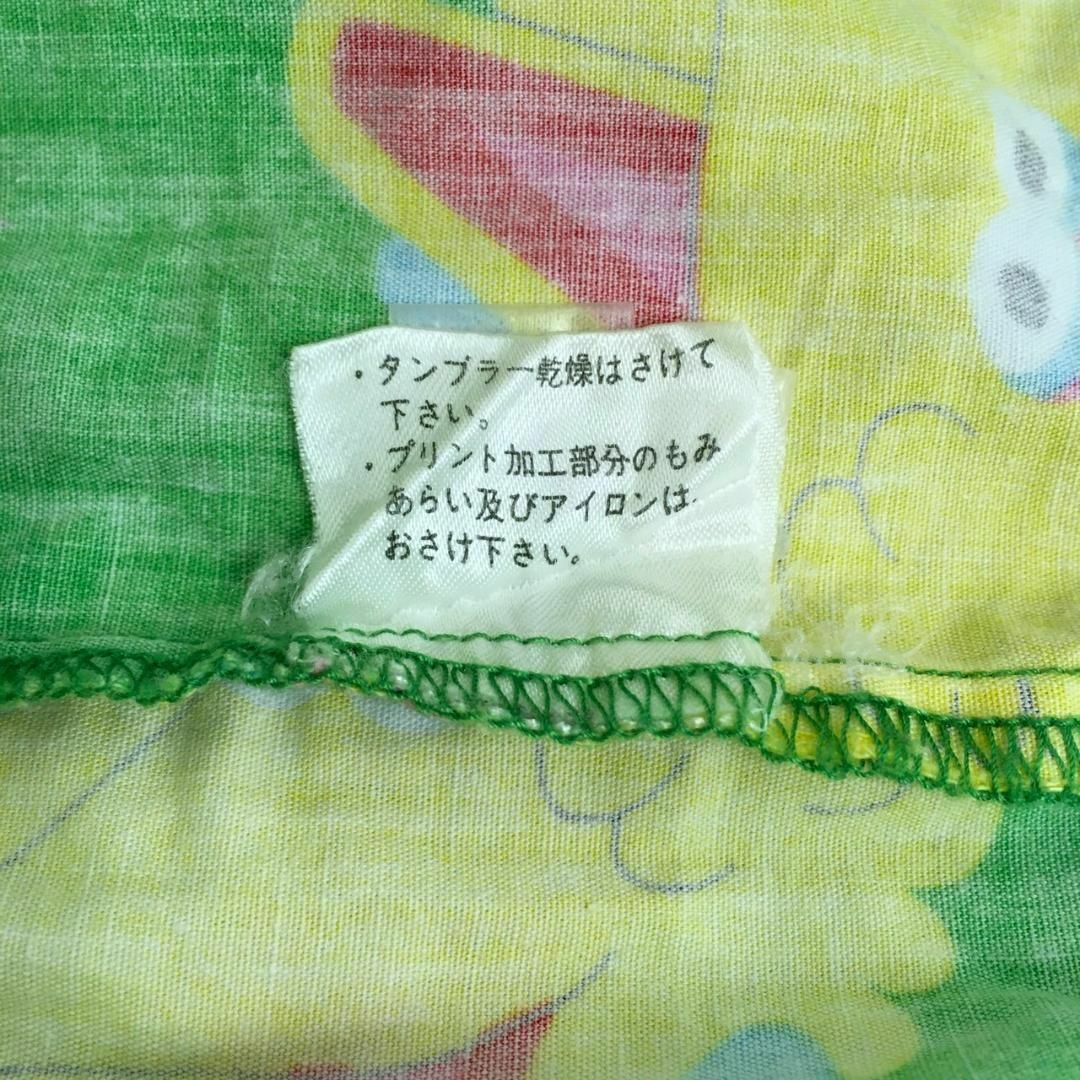 ・タンブラー乾燥はさけて
下さい。
・プリント加工部分のもみ
あらい及びアイロンは、
おさけ下さい。